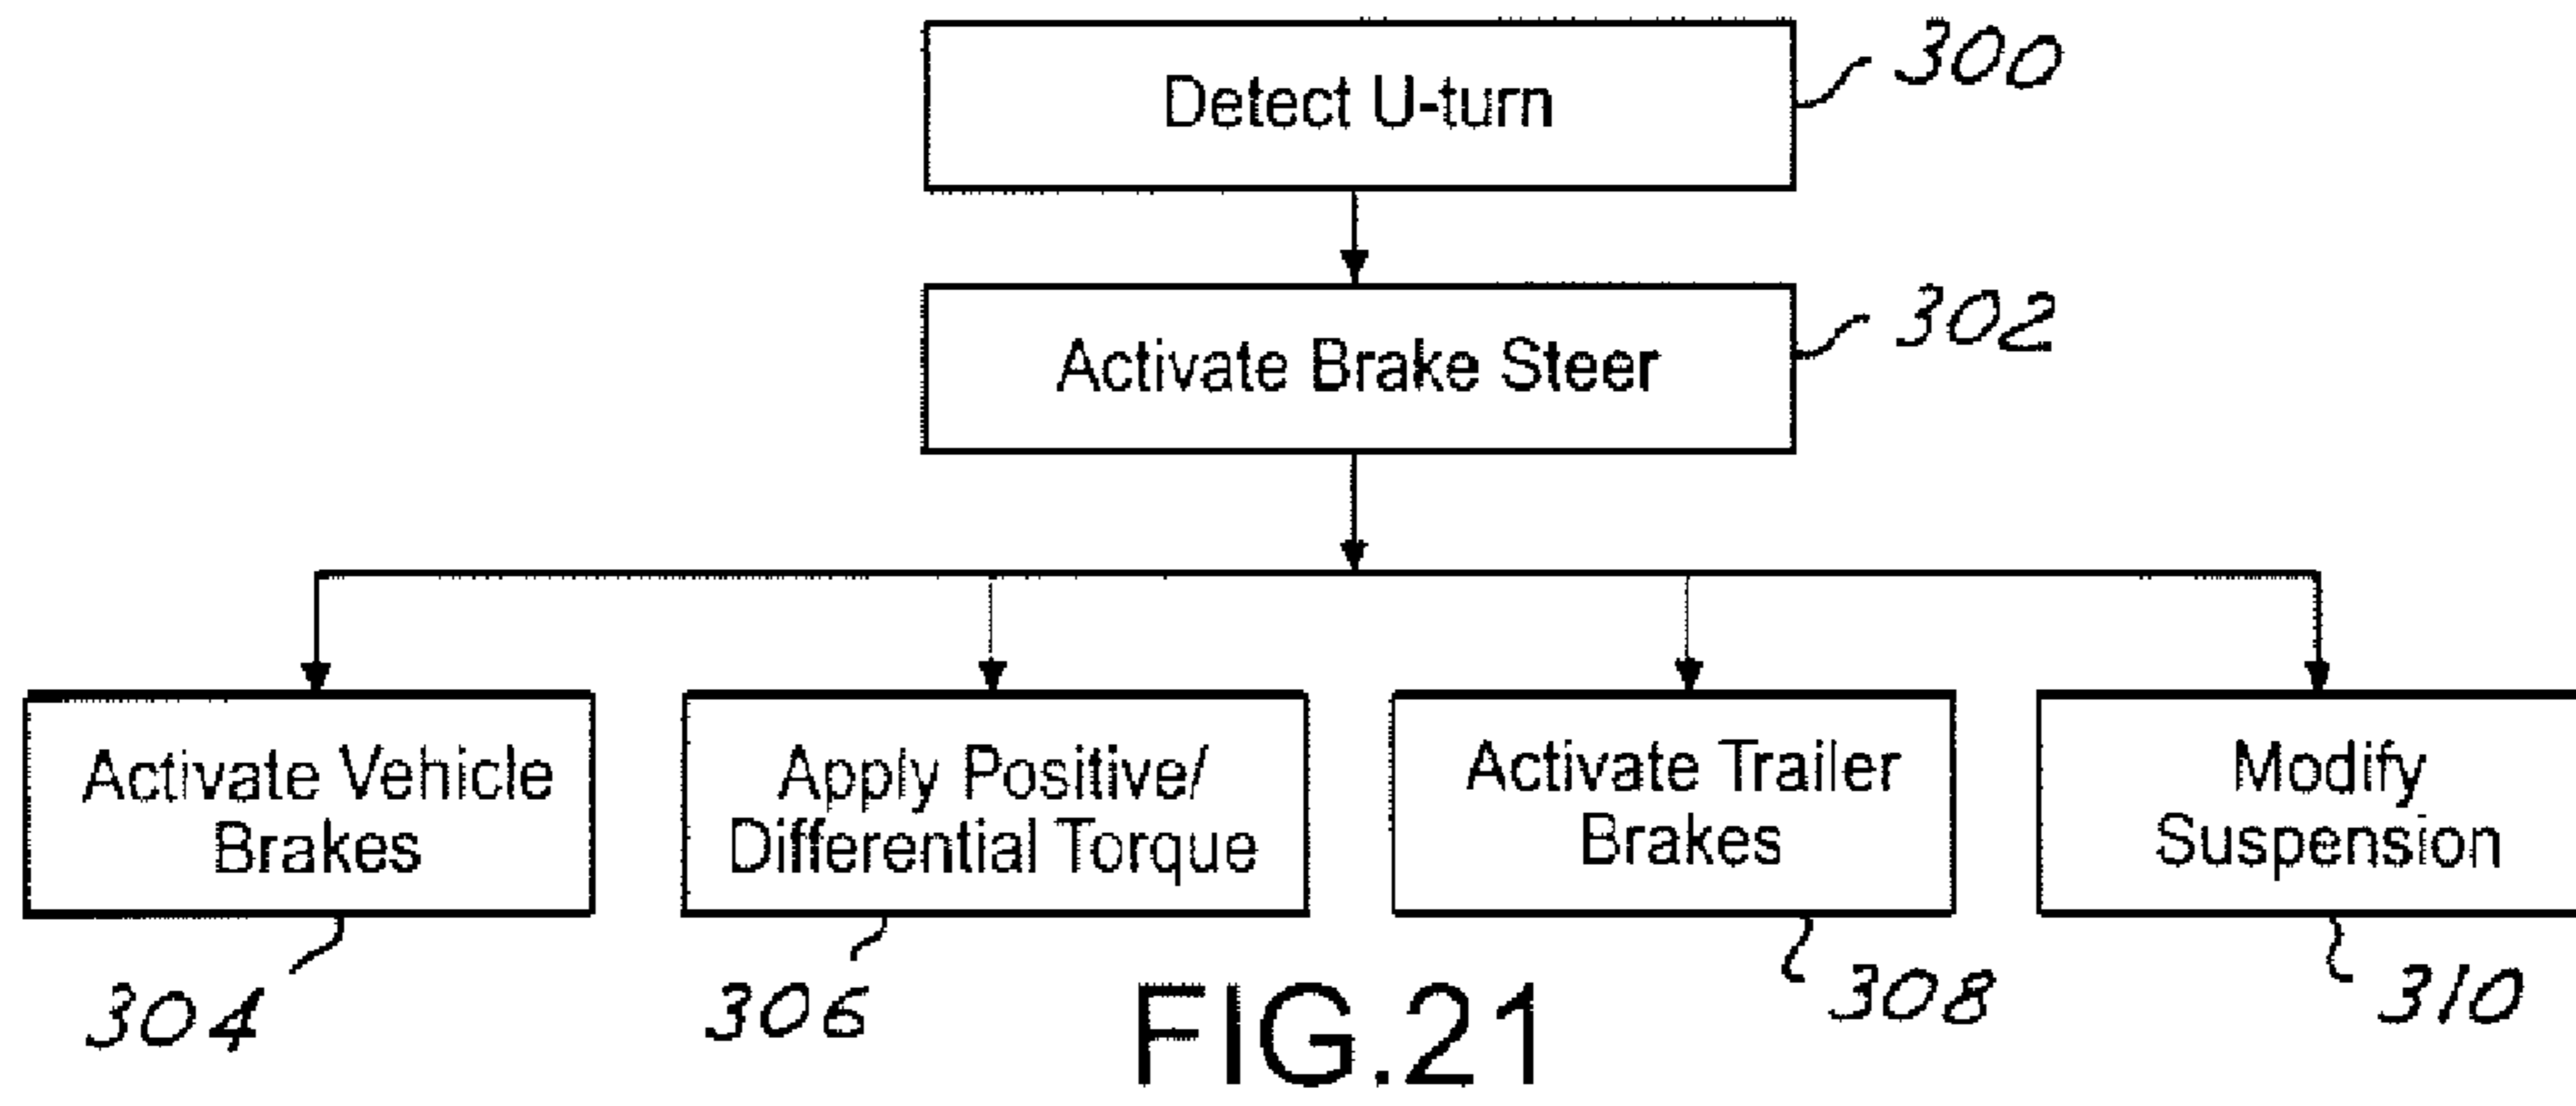 Detect U-turn
300
Activate Brake Steer
302
Activate Vehicle
Brakes
Apply Positive/
Differential Torque
Activate Trailer
Brakes
Modify
Suspension
304
306
308
310
FIG.21